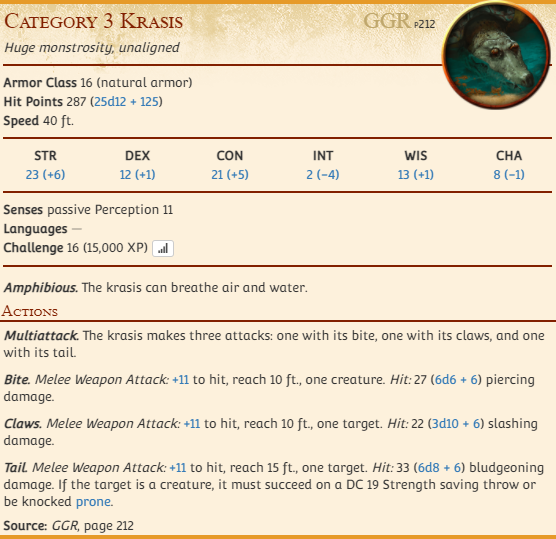 Category 3 Krasis GGR P212
Huge monstrosity, unaligned
Armor Class 16 (natural armor)
Hit Points 287 (25d12 + 125)
Speed 40 ft.
STR DEX CON INT WIS CHA
23 (+6) 12 (+1) 21 (+5) 2 (−4) 13 (+1) 8 (−1)
Senses passive Perception 11
Languages —
Challenge 16 (15,000 XP)
Amphibious. The krasis can breathe air and water.
Actions
Multiattack. The krasis makes three attacks: one with its bite, one with its claws, and one
with its tail.
Bite. Melee Weapon Attack: +11 to hit, reach 10 ft., one creature. Hit: 27 (6d6 + 6) piercing
damage.
Claws. Melee Weapon Attack: +11 to hit, reach 10 ft., one target. Hit: 22 (3d10 + 6) slashing
damage.
Tail. Melee Weapon Attack: +11 to hit, reach 15 ft., one target. Hit: 33 (6d8 + 6) bludgeoning
damage. If the target is a creature, it must succeed on a DC 19 Strength saving throw or
be knocked prone.
Source: GGR, page 212